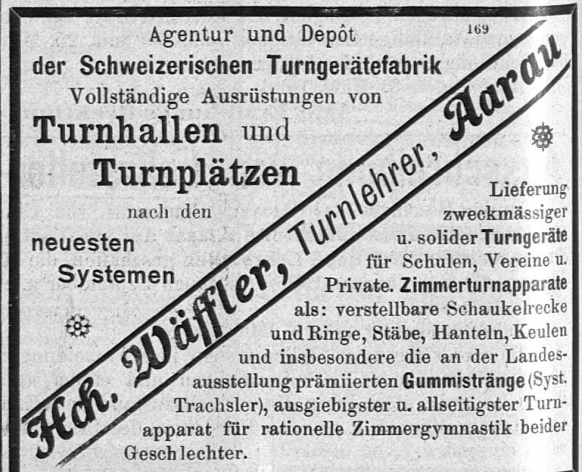 Agentur und Depôt 169
der Schweizerischen Turngerätefabrik
Vollständige Ausrüstungen von
Turnhallen und
Turnplätzen
nach den
neuesten
Systemen
Hch. Wäffler, Turnlehrer, Aarau
Lieferung
zweckmässiger
u. solider Turngeräte
für Schulen, Vereine u.
Private. Zimmerturnapparate
als: verstellbare Schaukelrecke
und Ringe, Stäbe, Hanteln, Keulen
und insbesondere die an der Landes-
ausstellung prämiierten Gummistränge (Syst.
Trachsler), ausgiebigster u. allseitigster Turn-
apparat für rationelle Zimmergymnastik beider
Geschlechter.